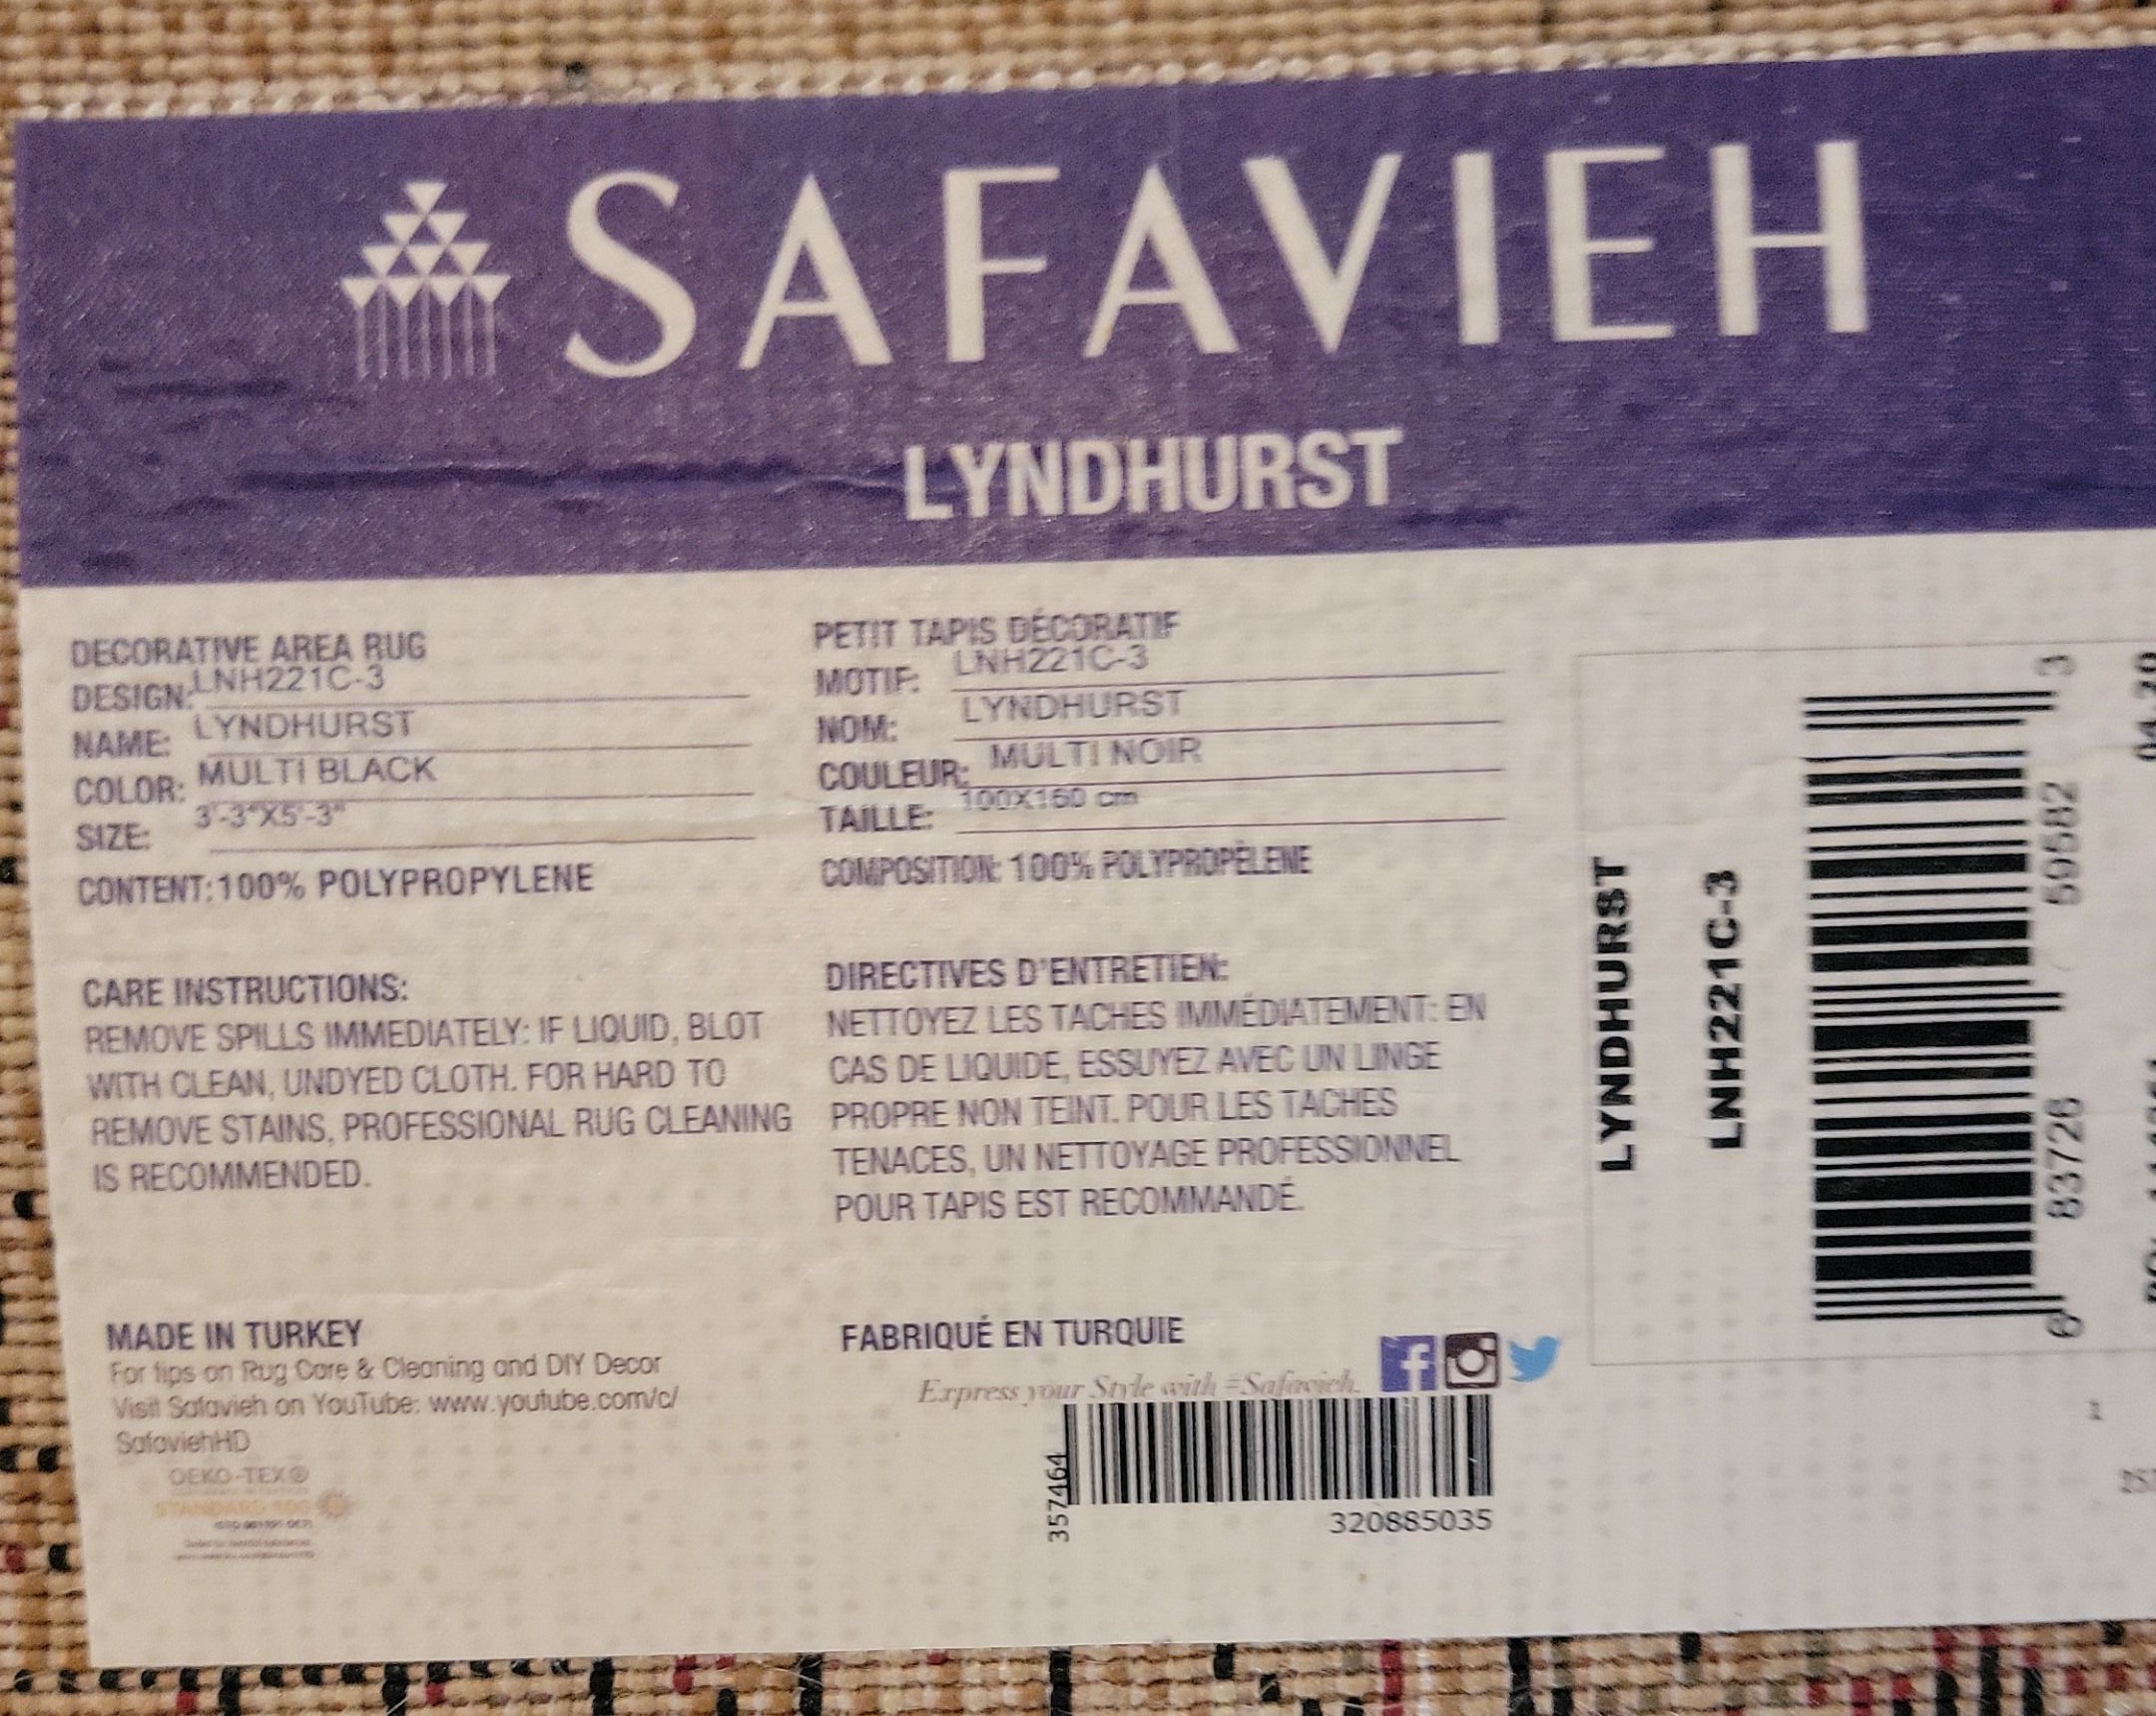 SAFAVIEH
LYNDHURST
DECORATIVE AREA RUG
DESIGN: LNH221C-3
NAME: LYNDHURST
COLOR: MULTI BLACK
SIZE: 3'-3"X5'-3"
CONTENT: 100% POLYPROPYLENE
CARE INSTRUCTIONS:
REMOVE SPILLS IMMEDIATELY: IF LIQUID, BLOT
WITH CLEAN, UNDYED CLOTH. FOR HARD TO
REMOVE STAINS, PROFESSIONAL RUG CLEANING
IS RECOMMENDED.
MADE IN TURKEY
For tips on Rug Care & Cleaning and DIY Decor
Visit Safavieh on YouTube: www.youtube.com/c/
SafaviehHD
OEKO-TEX®
STANDARD 100
PETIT TAPIS DÉCORATIF
MOTIF: LNH221C-3
NOM: LYNDHURST
COULEUR: MULTI NOIR
TAILLE: 100X160 cm
COMPOSITION: 100% POLYPROPÈLENE
DIRECTIVES D'ENTRETIEN:
NETTOYEZ LES TACHES IMMÉDIATEMENT: EN
CAS DE LIQUIDE, ESSUYEZ AVEC UN LINGE
PROPRE NON TEINT. POUR LES TACHES
TENACES, UN NETTOYAGE PROFESSIONNEL
POUR TAPIS EST RECOMMANDÉ.
FABRIQUÉ EN TURQUIE
Express your Style with #Safavieh.
357464
320885035
LYNDHURST
LNH221C-3
6 83726 59582 3